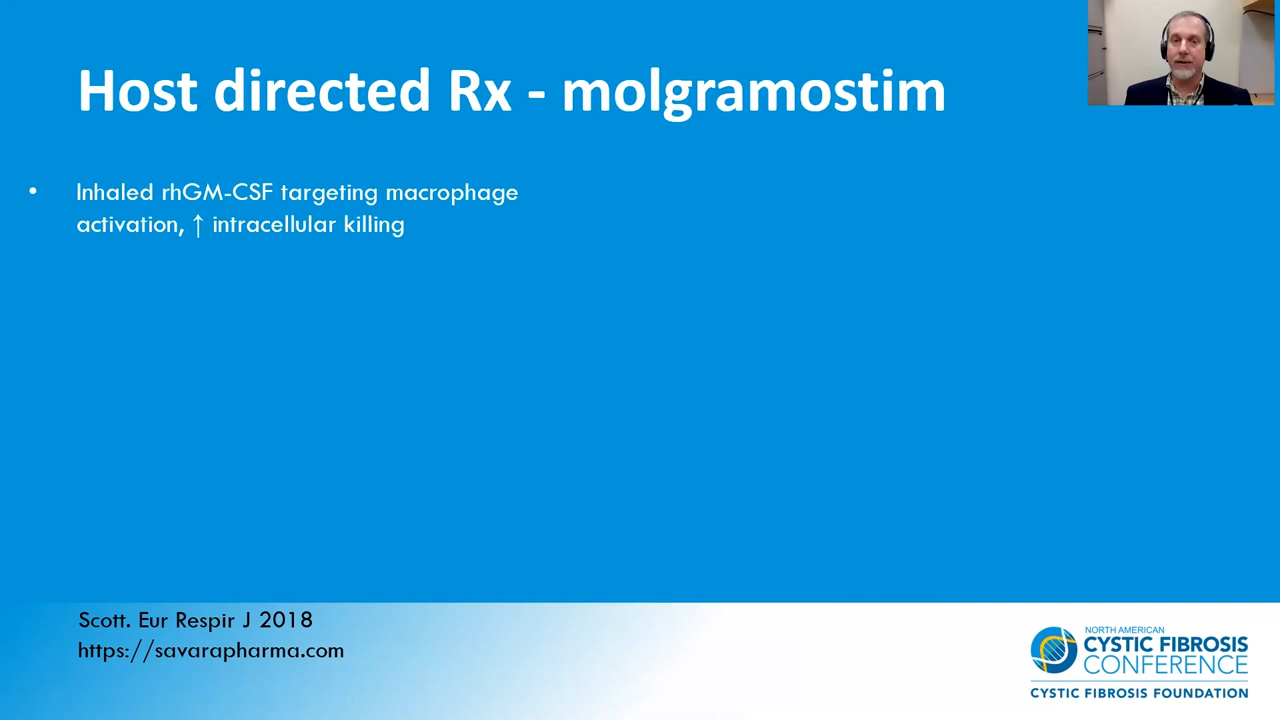 Host directed Rx - molgramostim
• Inhaled rhGM-CSF targeting macrophage
activation, ↑ intracellular killing
Scott. Eur Respir J 2018
https://savarapharma.com
NORTH AMERICAN
CYSTIC FIBROSIS
CONFERENCE
CYSTIC FIBROSIS FOUNDATION